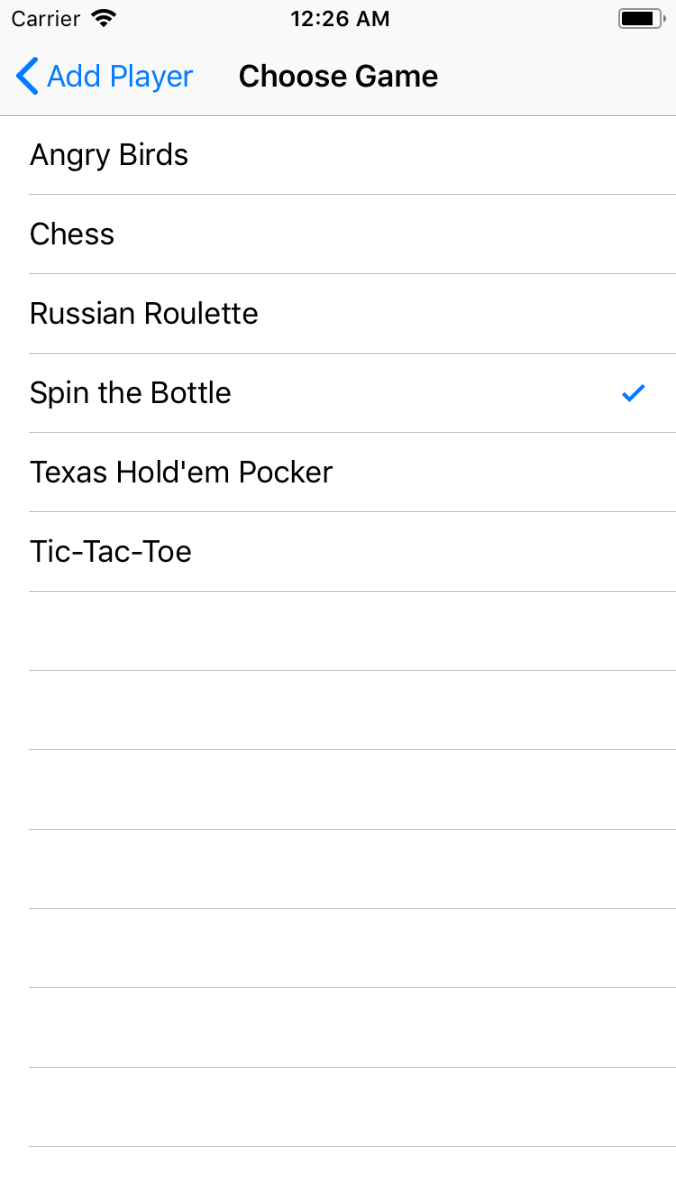 Carrier 12:26 AM
Add Player Choose Game
Angry Birds
Chess
Russian Roulette
Spin the Bottle
Texas Hold'em Pocker
Tic-Tac-Toe